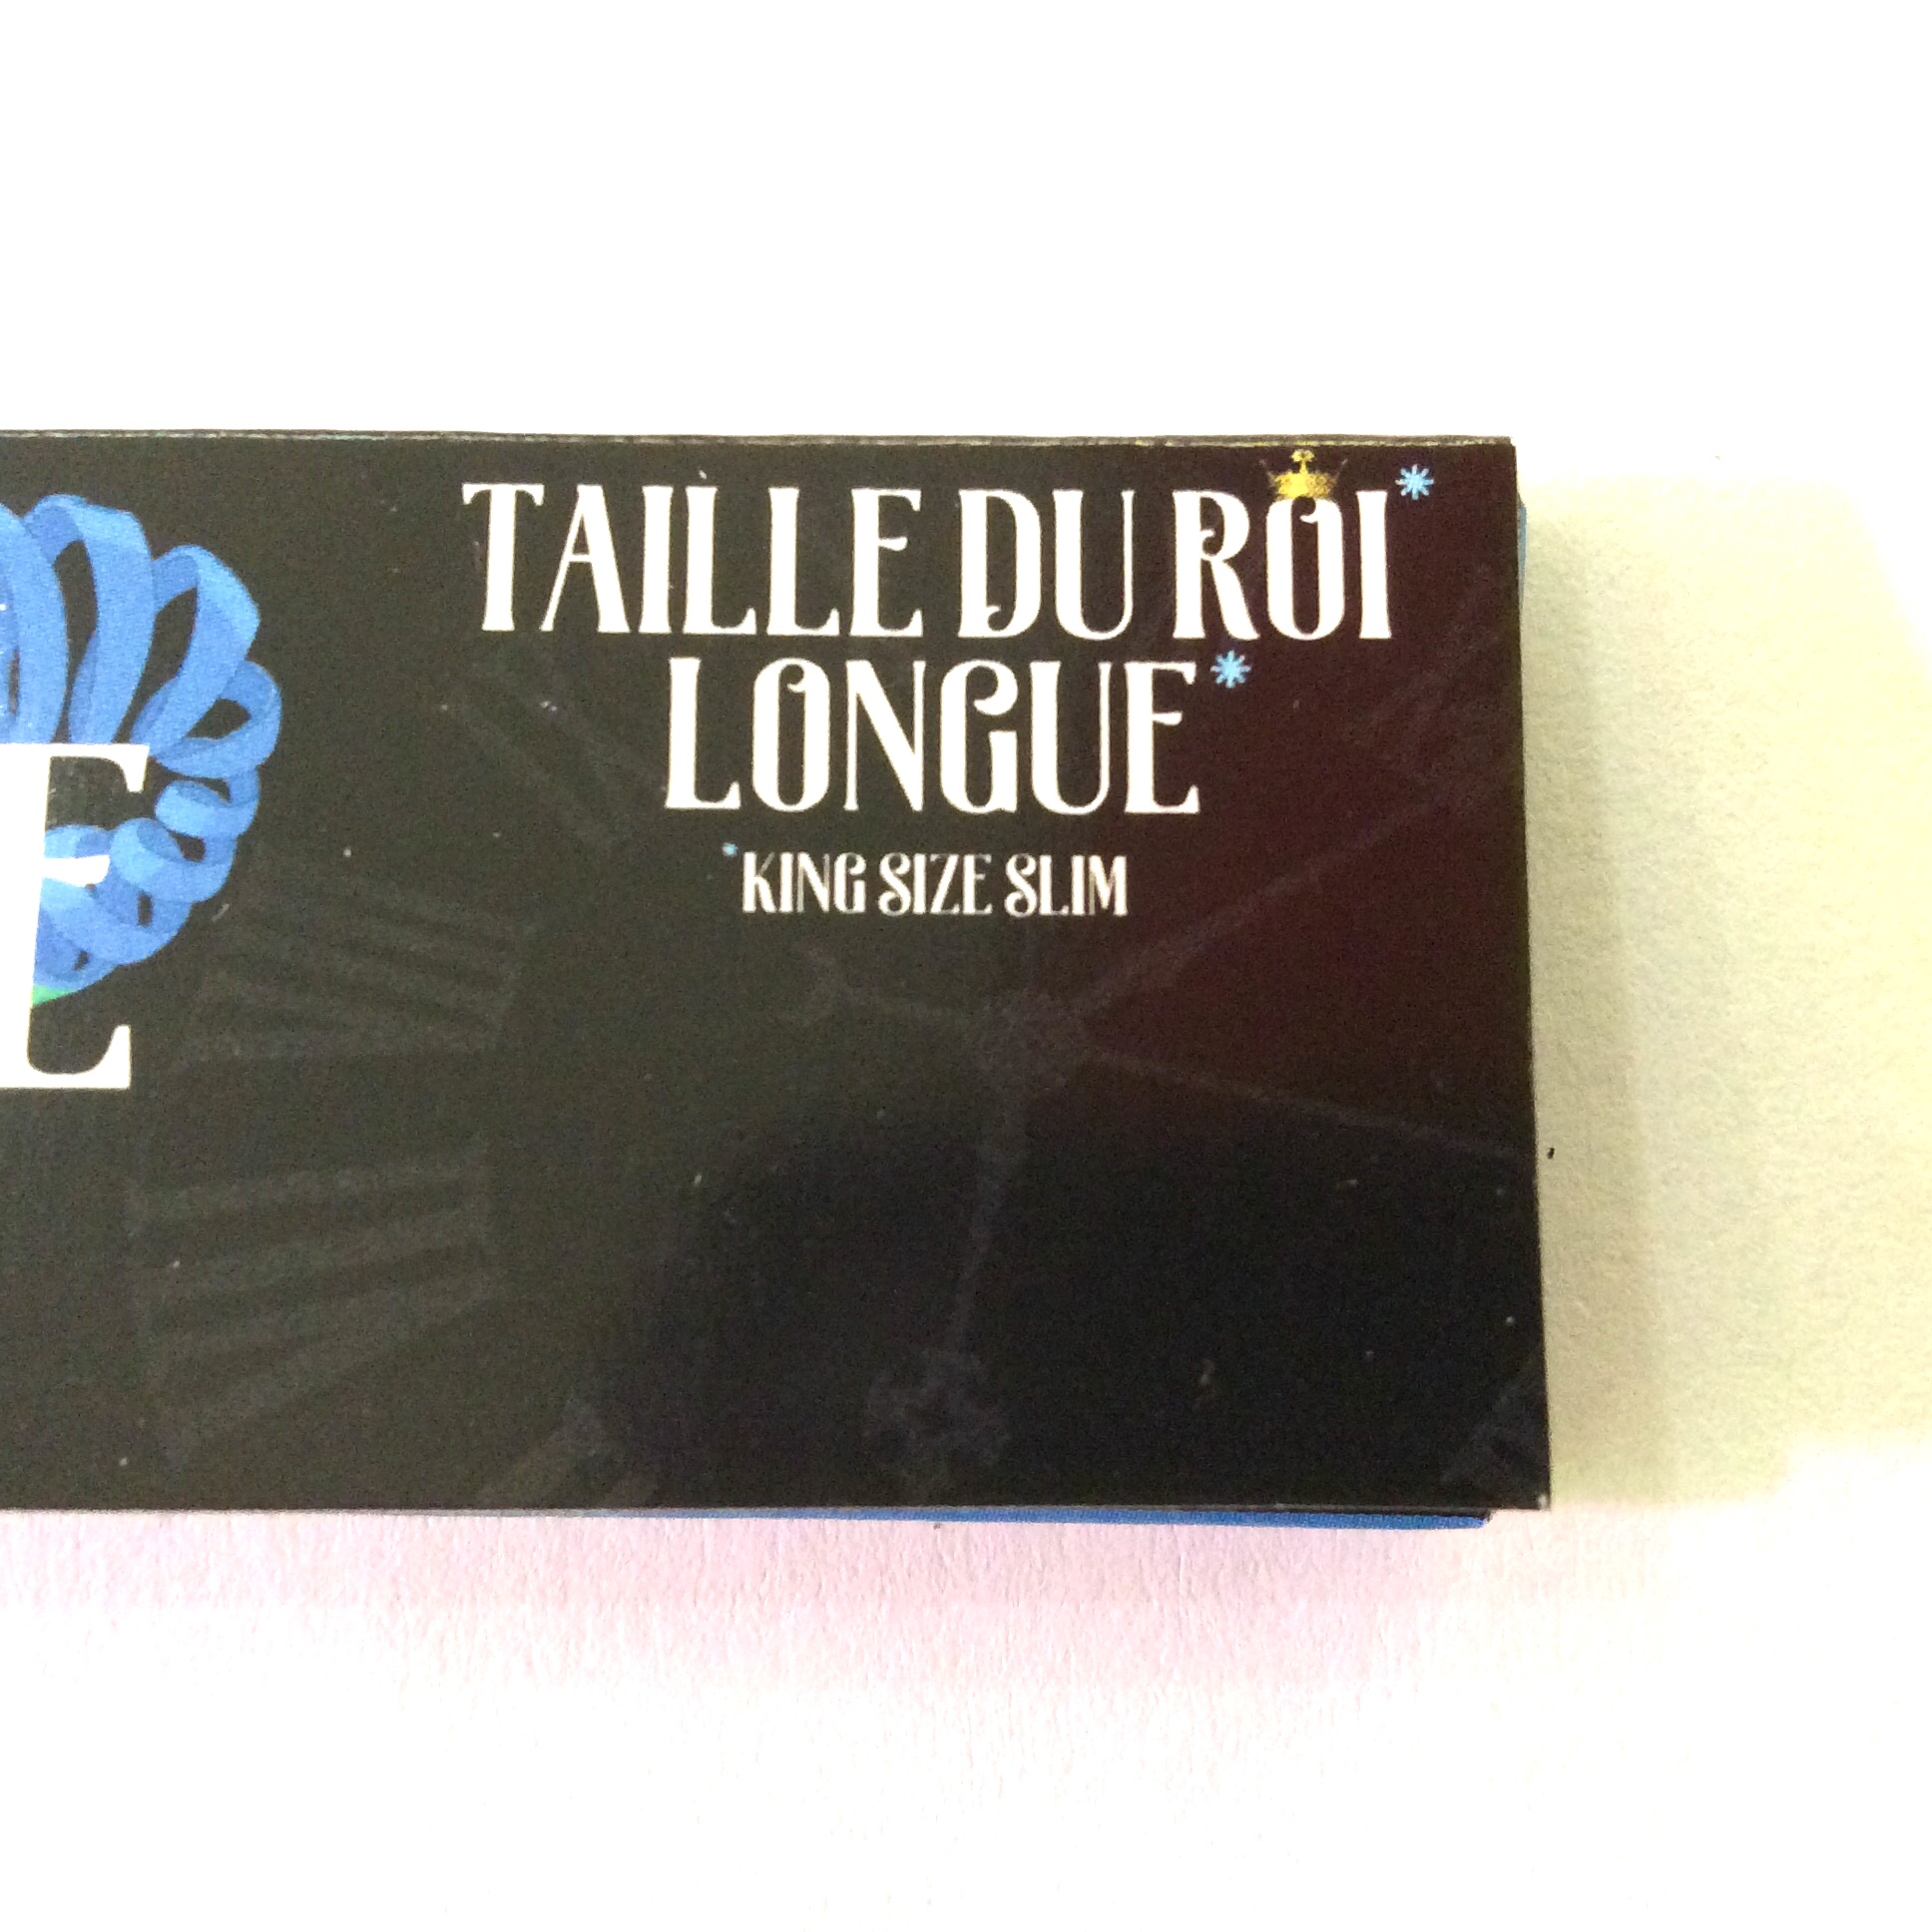 TAILLE DU ROI*
LONGUE*
*KING SIZE SLIM
E